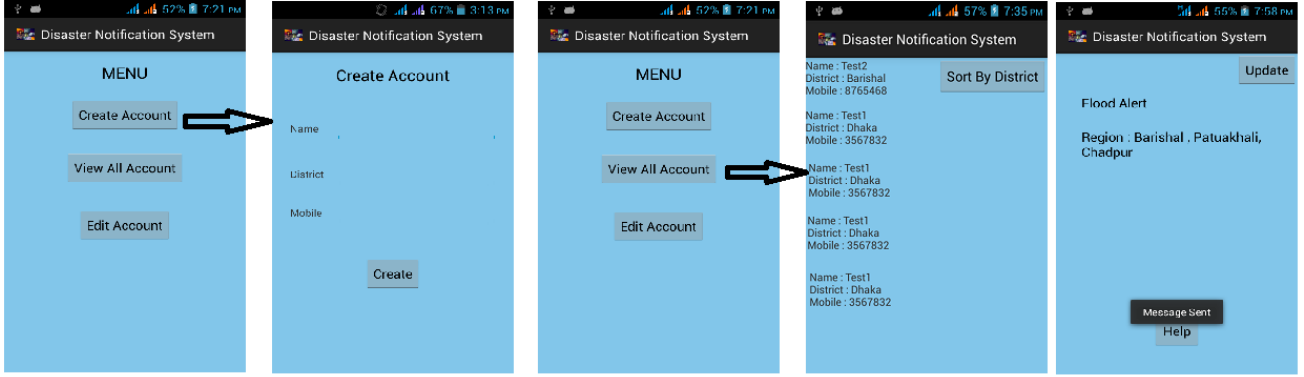 52% 7:21 PM
Disaster Notification System
MENU
Create Account
View All Account
Edit Account
67% 3:13 PM
Disaster Notification System
Create Account
Name
District
Mobile
Create
52% 7:21 PM
Disaster Notification System
MENU
Create Account
View All Account
Edit Account
57% 7:35 PM
Disaster Notification System
Sort By District
Name : Test2
District : Barishal
Mobile : 8765468
Name : Test1
District : Dhaka
Mobile : 3567832
Name : Test1
District : Dhaka
Mobile : 3567832
Name : Test1
District : Dhaka
Mobile : 3567832
Name : Test1
District : Dhaka
Mobile : 3567832
55% 7:58 PM
Disaster Notification System
Update
Flood Alert
Region : Barishal , Patuakhali,
Chadpur
Message Sent
Help